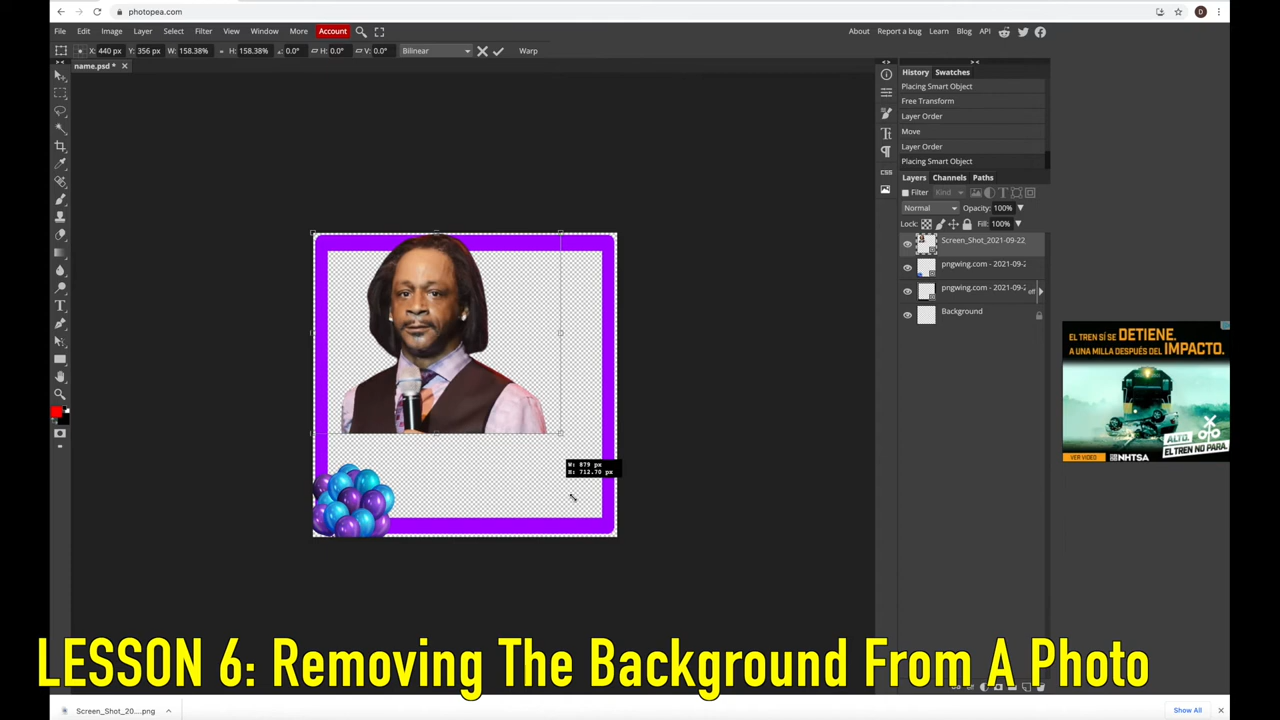 photopea.com
D
File Edit Image Layer Select Filter View Window More Account
About Report a bug Learn Blog API
X: 440 px Y: 356 px W: 158.38% H: 158.38% 0.0° H: 0.0° V: 0.0° Bilinear Warp
name.psd *
History Swatches
Placing Smart Object
Free Transform
Layer Order
Move
Layer Order
Placing Smart Object
Layers Channels Paths
Filter Kind
Normal Opacity: 100%
Lock: Fill: 100%
Screen_Shot_2021-09-22
pngwing.com - 2021-09-2
pngwing.com - 2021-09-2 eff
Background
CSS
W: 879 px
H: 712.70 px
EL TREN SÍ SE DETIENE.
A UNA MILLA DESPUÉS DEL IMPACTO.
VER VIDEO NHTSA
ALTO.
EL TREN NO PARA.
LESSON 6: Removing The Background From A Photo
Screen_Shot_20....png
Show All